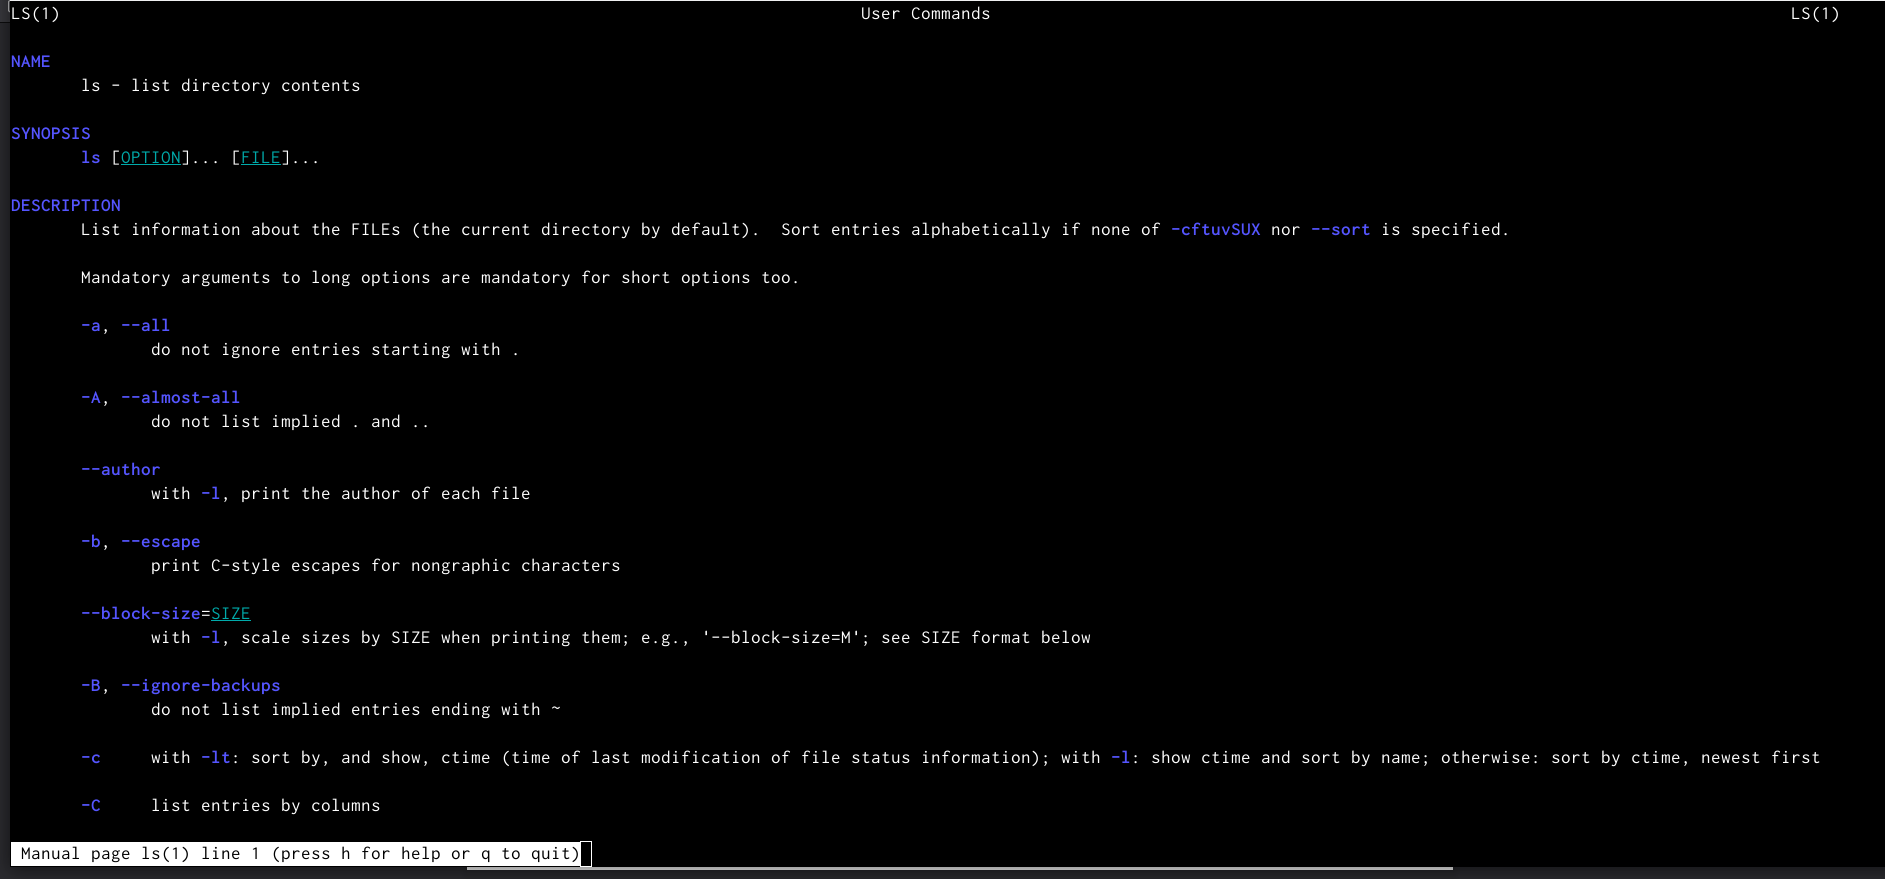 LS(1) User Commands LS(1)
NAME
ls - list directory contents
SYNOPSIS
ls [OPTION]... [FILE]...
DESCRIPTION
List information about the FILEs (the current directory by default).  Sort entries alphabetically if none of -cftuvSUX nor --sort is specified.
Mandatory arguments to long options are mandatory for short options too.
-a, --all
do not ignore entries starting with .
-A, --almost-all
do not list implied . and ..
--author
with -l, print the author of each file
-b, --escape
print C-style escapes for nongraphic characters
--block-size=SIZE
with -l, scale sizes by SIZE when printing them; e.g., '--block-size=M'; see SIZE format below
-B, --ignore-backups
do not list implied entries ending with ~
-c with -lt: sort by, and show, ctime (time of last modification of file status information); with -l: show ctime and sort by name; otherwise: sort by ctime, newest first
-C list entries by columns
Manual page ls(1) line 1 (press h for help or q to quit)